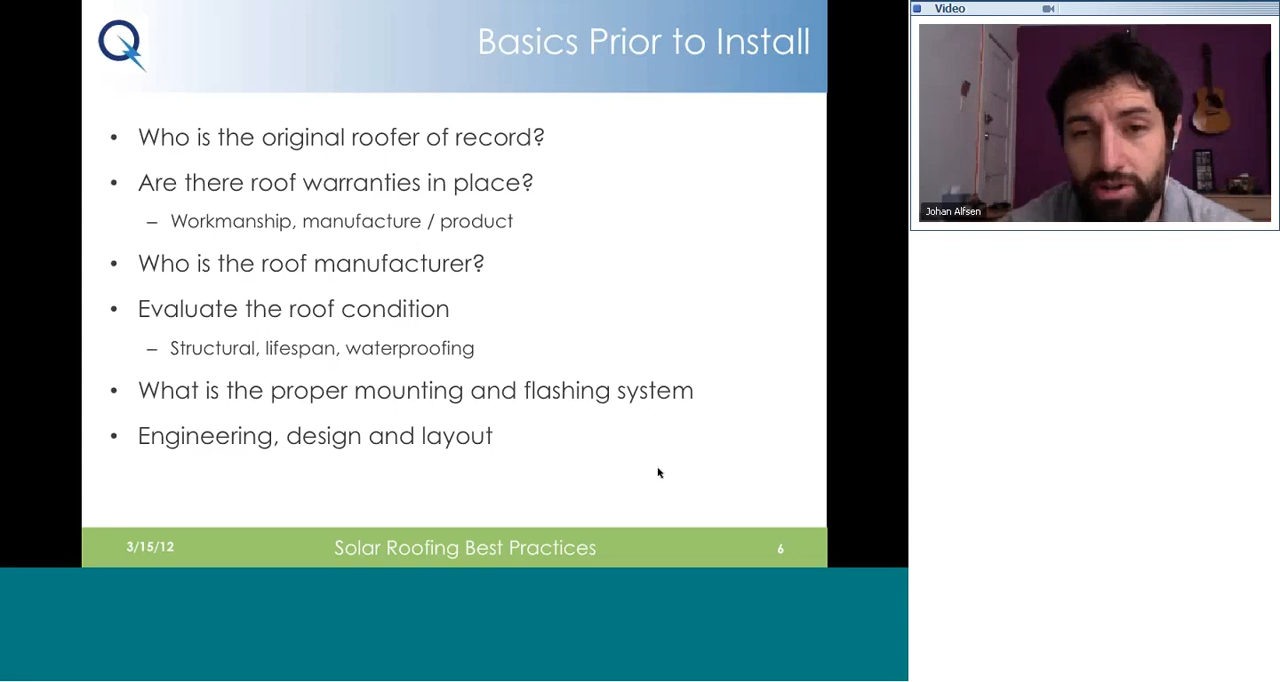 Basics Prior to Install
• Who is the original roofer of record?
• Are there roof warranties in place?
– Workmanship, manufacture / product
• Who is the roof manufacturer?
• Evaluate the roof condition
– Structural, lifespan, waterproofing
• What is the proper mounting and flashing system
• Engineering, design and layout
3/15/12
Solar Roofing Best Practices
6
Video
Johan Alfsen